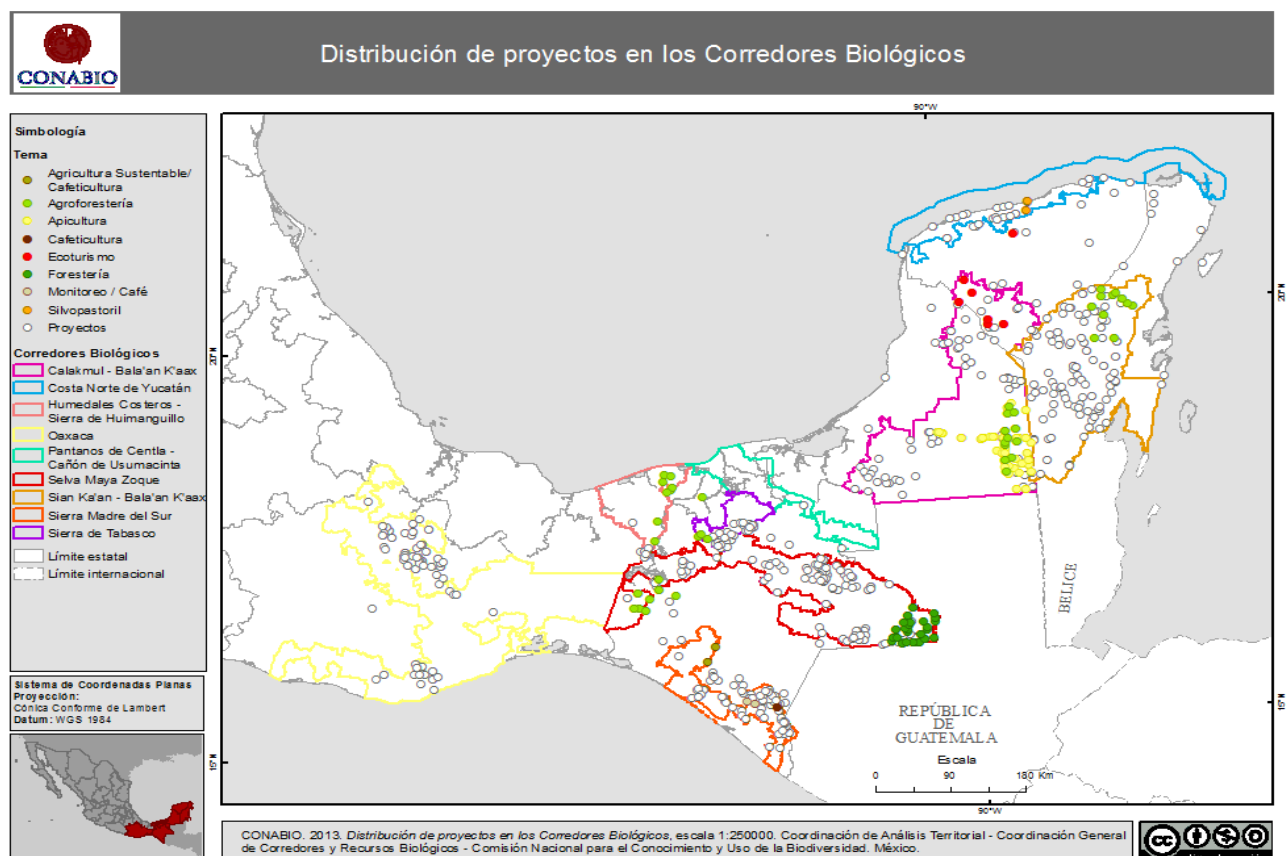 CONABIO
Distribución de proyectos en los Corredores Biológicos
Simbología
Tema
Agricultura Sustentable/
Cafeticultura
Agroforestería
Apicultura
Cafeticultura
Ecoturismo
Forestería
Monitoreo / Café
Silvopastoril
Proyectos
Corredores Biológicos
Calakmul - Bala'an K'aax
Costa Norte de Yucatán
Humedales Costeros -
Sierra de Huimanguillo
Oaxaca
Pantanos de Centla -
Cañón de Usumacinta
Selva Maya Zoque
Sian Ka'an - Bala'an K'aax
Sierra Madre del Sur
Sierra de Tabasco
Límite estatal
Límite internacional
Sistema de Coordenadas Planas
Proyección:
Cónica Conforme de Lambert
Datum: WGS 1984
90°W
20°N
20°N
15°N
15°N
90°W
BELICE
REPÚBLICA
DE
GUATEMALA
Escala
0 90 180 Km
CONABIO. 2013. Distribución de proyectos en los Corredores Biológicos, escala 1:250000. Coordinación de Análisis Territorial - Coordinación General
de Corredores y Recursos Biológicos - Comisión Nacional para el Conocimiento y Uso de la Biodiversidad. México.
cc